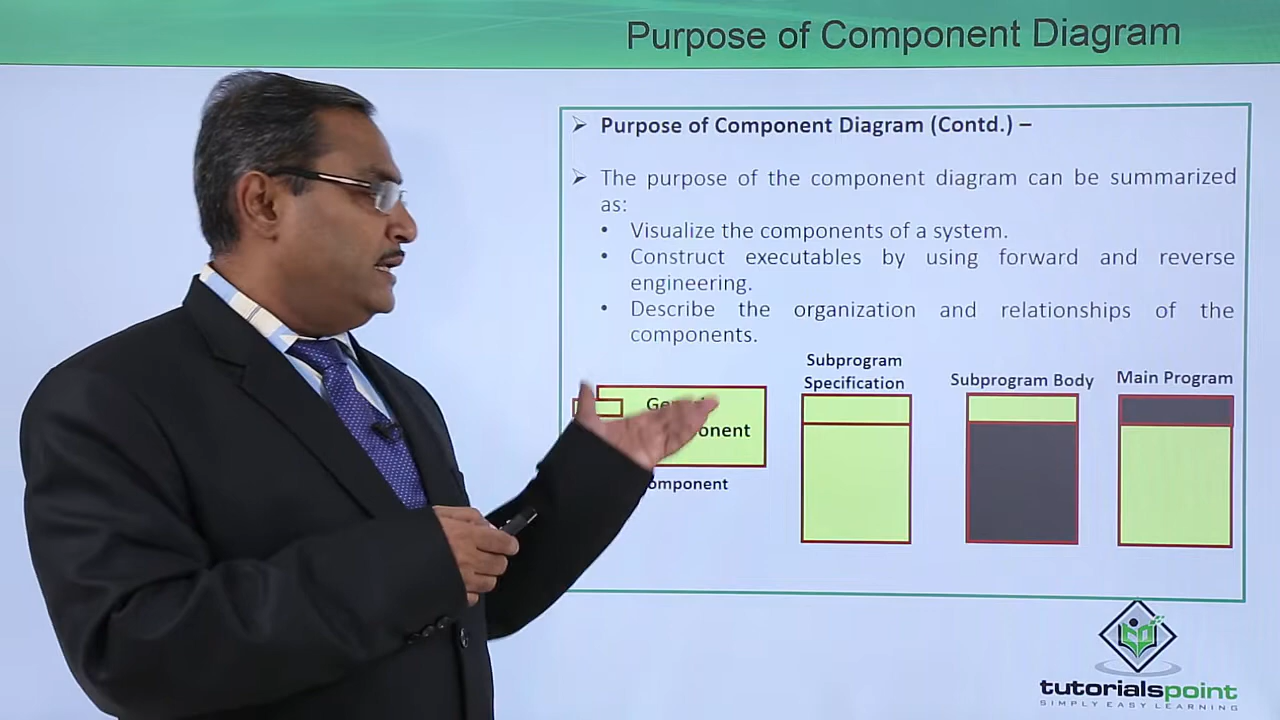 Purpose of Component Diagram
➢ Purpose of Component Diagram (Contd.) –
➢ The purpose of the component diagram can be summarized
as:
• Visualize the components of a system.
• Construct executables by using forward and reverse
engineering.
• Describe the organization and relationships of the
components.
Subprogram
Specification
Subprogram Body
Main Program
tutorialspoint
SIMPLY EASY LEARNING